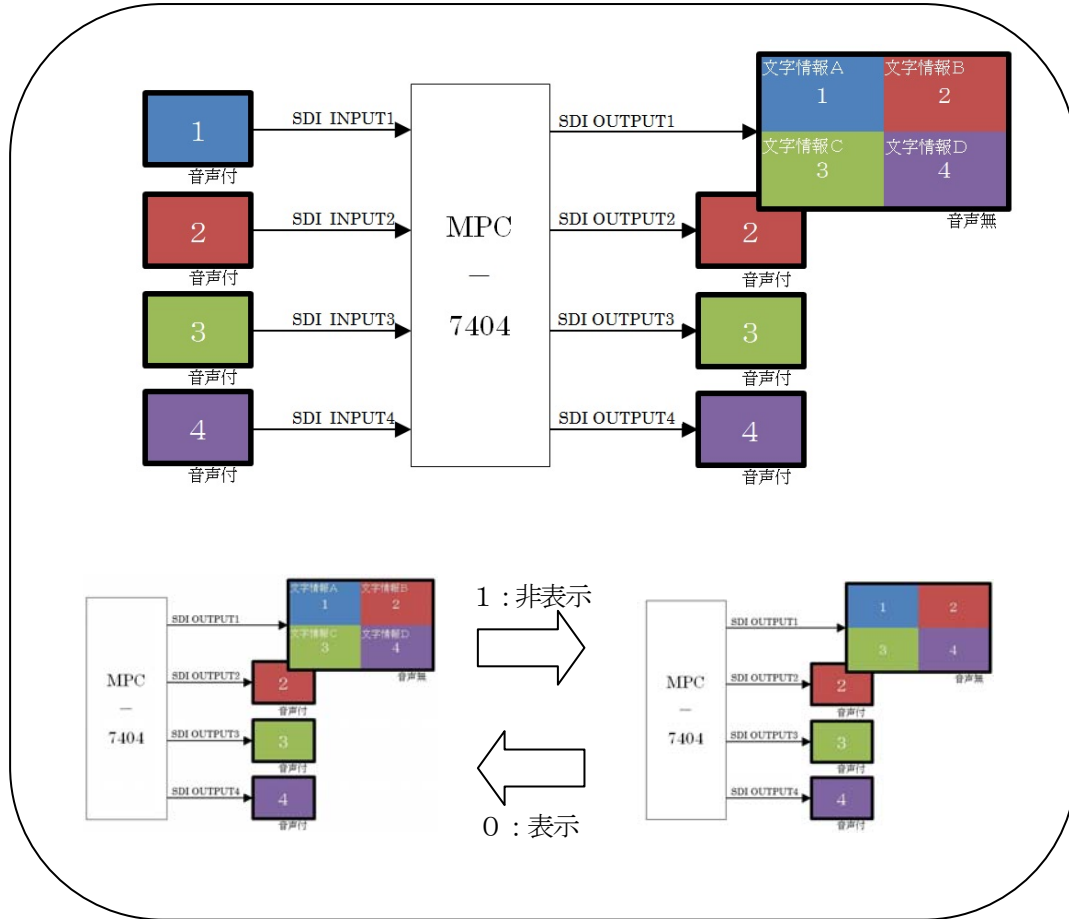 文字情報A
文字情報B
1
2
文字情報C
文字情報D
3
4
音声無
1
音声付
SDI INPUT1
SDI OUTPUT1
2
音声付
SDI INPUT2
SDI OUTPUT2
2
音声付
3
音声付
SDI INPUT3
SDI OUTPUT3
3
音声付
4
音声付
SDI INPUT4
SDI OUTPUT4
4
音声付
MPC
－
7404
MPC
－
7404
SDI OUTPUT1
文字情報A
文字情報B
1
2
文字情報C
文字情報D
3
4
音声無
SDI OUTPUT2
2
音声付
SDI OUTPUT3
3
音声付
SDI OUTPUT4
4
音声付
１：非表示
０：表示
MPC
－
7404
SDI OUTPUT1
1
2
3
4
音声無
SDI OUTPUT2
2
音声付
SDI OUTPUT3
3
音声付
SDI OUTPUT4
4
音声付